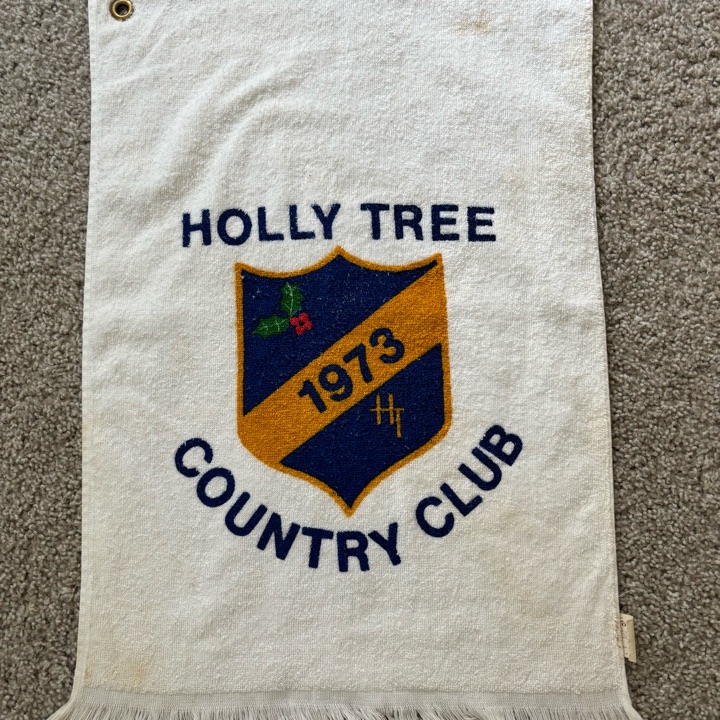 HOLLY TREE
1973
HT
COUNTRY CLUB